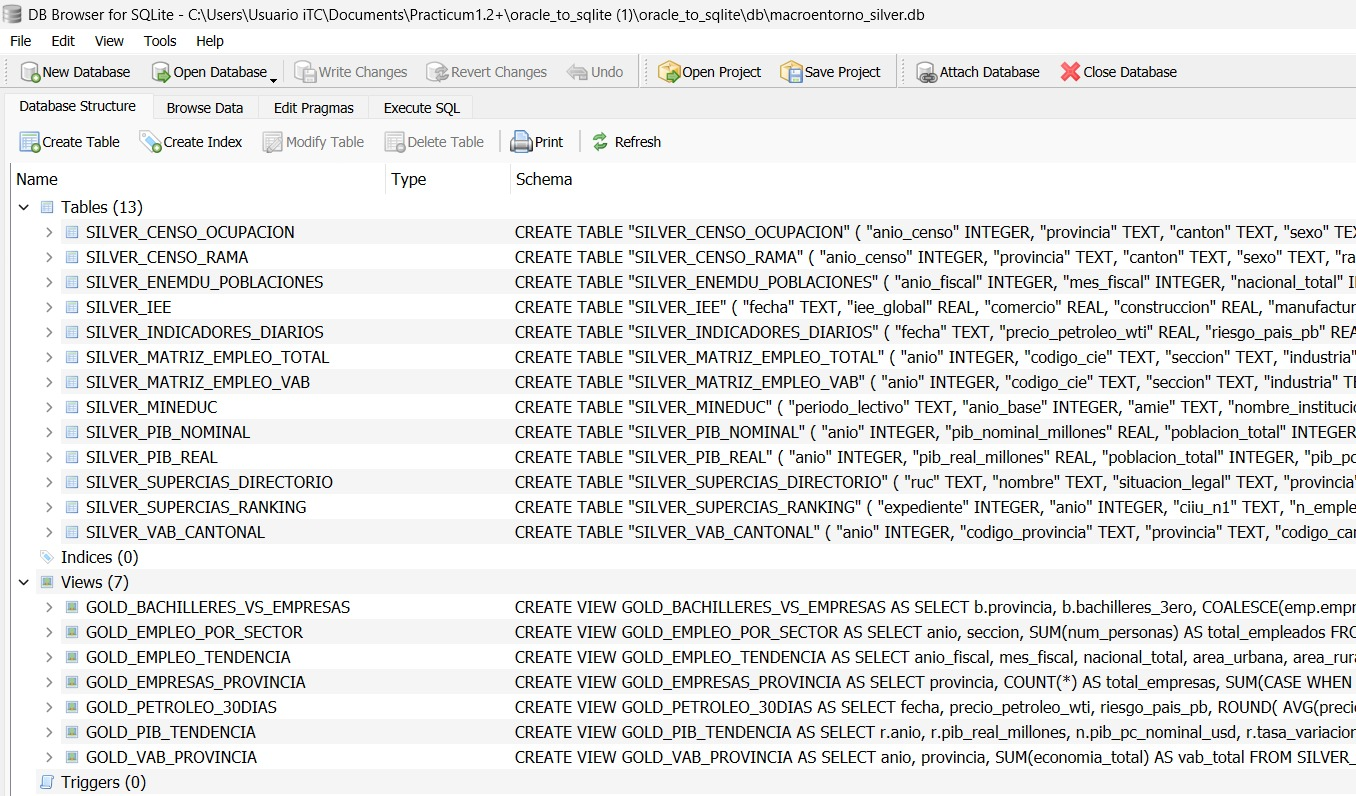 DB Browser for SQLite - C:\Users\Usuario iTC\Documents\Practicum1.2+\oracle_to_sqlite (1)\oracle_to_sqlite\db\macroentorno_silver.db
File Edit View Tools Help
New Database Open Database Write Changes Revert Changes Undo Open Project Save Project Attach Database Close Database
Database Structure Browse Data Edit Pragmas Execute SQL
Create Table Create Index Modify Table Delete Table Print Refresh
Name Type Schema
Tables (13)
SILVER_CENSO_OCUPACION CREATE TABLE "SILVER_CENSO_OCUPACION" ( "anio_censo" INTEGER, "provincia" TEXT, "canton" TEXT, "sexo" TEX
SILVER_CENSO_RAMA CREATE TABLE "SILVER_CENSO_RAMA" ( "anio_censo" INTEGER, "provincia" TEXT, "canton" TEXT, "sexo" TEXT, "ra
SILVER_ENEMDU_POBLACIONES CREATE TABLE "SILVER_ENEMDU_POBLACIONES" ( "anio_fiscal" INTEGER, "mes_fiscal" INTEGER, "nacional_total" I
SILVER_IEE CREATE TABLE "SILVER_IEE" ( "fecha" TEXT, "iee_global" REAL, "comercio" REAL, "construccion" REAL, "manufactur
SILVER_INDICADORES_DIARIOS CREATE TABLE "SILVER_INDICADORES_DIARIOS" ( "fecha" TEXT, "precio_petroleo_wti" REAL, "riesgo_pais_pb" REA
SILVER_MATRIZ_EMPLEO_TOTAL CREATE TABLE "SILVER_MATRIZ_EMPLEO_TOTAL" ( "anio" INTEGER, "codigo_cie" TEXT, "seccion" TEXT, "industria"
SILVER_MATRIZ_EMPLEO_VAB CREATE TABLE "SILVER_MATRIZ_EMPLEO_VAB" ( "anio" INTEGER, "codigo_cie" TEXT, "seccion" TEXT, "industria" T
SILVER_MINEDUC CREATE TABLE "SILVER_MINEDUC" ( "periodo_lectivo" TEXT, "anio_base" INTEGER, "amie" TEXT, "nombre_instituci
SILVER_PIB_NOMINAL CREATE TABLE "SILVER_PIB_NOMINAL" ( "anio" INTEGER, "pib_nominal_millones" REAL, "poblacion_total" INTEGER
SILVER_PIB_REAL CREATE TABLE "SILVER_PIB_REAL" ( "anio" INTEGER, "pib_real_millones" REAL, "poblacion_total" INTEGER, "pib_pc
SILVER_SUPERCIAS_DIRECTORIO CREATE TABLE "SILVER_SUPERCIAS_DIRECTORIO" ( "ruc" TEXT, "nombre" TEXT, "situacion_legal" TEXT, "provincia"
SILVER_SUPERCIAS_RANKING CREATE TABLE "SILVER_SUPERCIAS_RANKING" ( "expediente" INTEGER, "anio" INTEGER, "ciiu_n1" TEXT, "n_emple
SILVER_VAB_CANTONAL CREATE TABLE "SILVER_VAB_CANTONAL" ( "anio" INTEGER, "codigo_provincia" TEXT, "provincia" TEXT, "codigo_can
Indices (0)
Views (7)
GOLD_BACHILLERES_VS_EMPRESAS CREATE VIEW GOLD_BACHILLERES_VS_EMPRESAS AS SELECT b.provincia, b.bachilleres_3ero, COALESCE(emp.empr
GOLD_EMPLEO_POR_SECTOR CREATE VIEW GOLD_EMPLEO_POR_SECTOR AS SELECT anio, seccion, SUM(num_personas) AS total_empleados FRO
GOLD_EMPLEO_TENDENCIA CREATE VIEW GOLD_EMPLEO_TENDENCIA AS SELECT anio_fiscal, mes_fiscal, nacional_total, area_urbana, area_rura
GOLD_EMPRESAS_PROVINCIA CREATE VIEW GOLD_EMPRESAS_PROVINCIA AS SELECT provincia, COUNT(*) AS total_empresas, SUM(CASE WHEN
GOLD_PETROLEO_30DIAS CREATE VIEW GOLD_PETROLEO_30DIAS AS SELECT fecha, precio_petroleo_wti, riesgo_pais_pb, ROUND( AVG(preci
GOLD_PIB_TENDENCIA CREATE VIEW GOLD_PIB_TENDENCIA AS SELECT r.anio, r.pib_real_millones, n.pib_pc_nominal_usd, r.tasa_variacion
GOLD_VAB_PROVINCIA CREATE VIEW GOLD_VAB_PROVINCIA AS SELECT anio, provincia, SUM(economia_total) AS vab_total FROM SILVER_
Triggers (0)